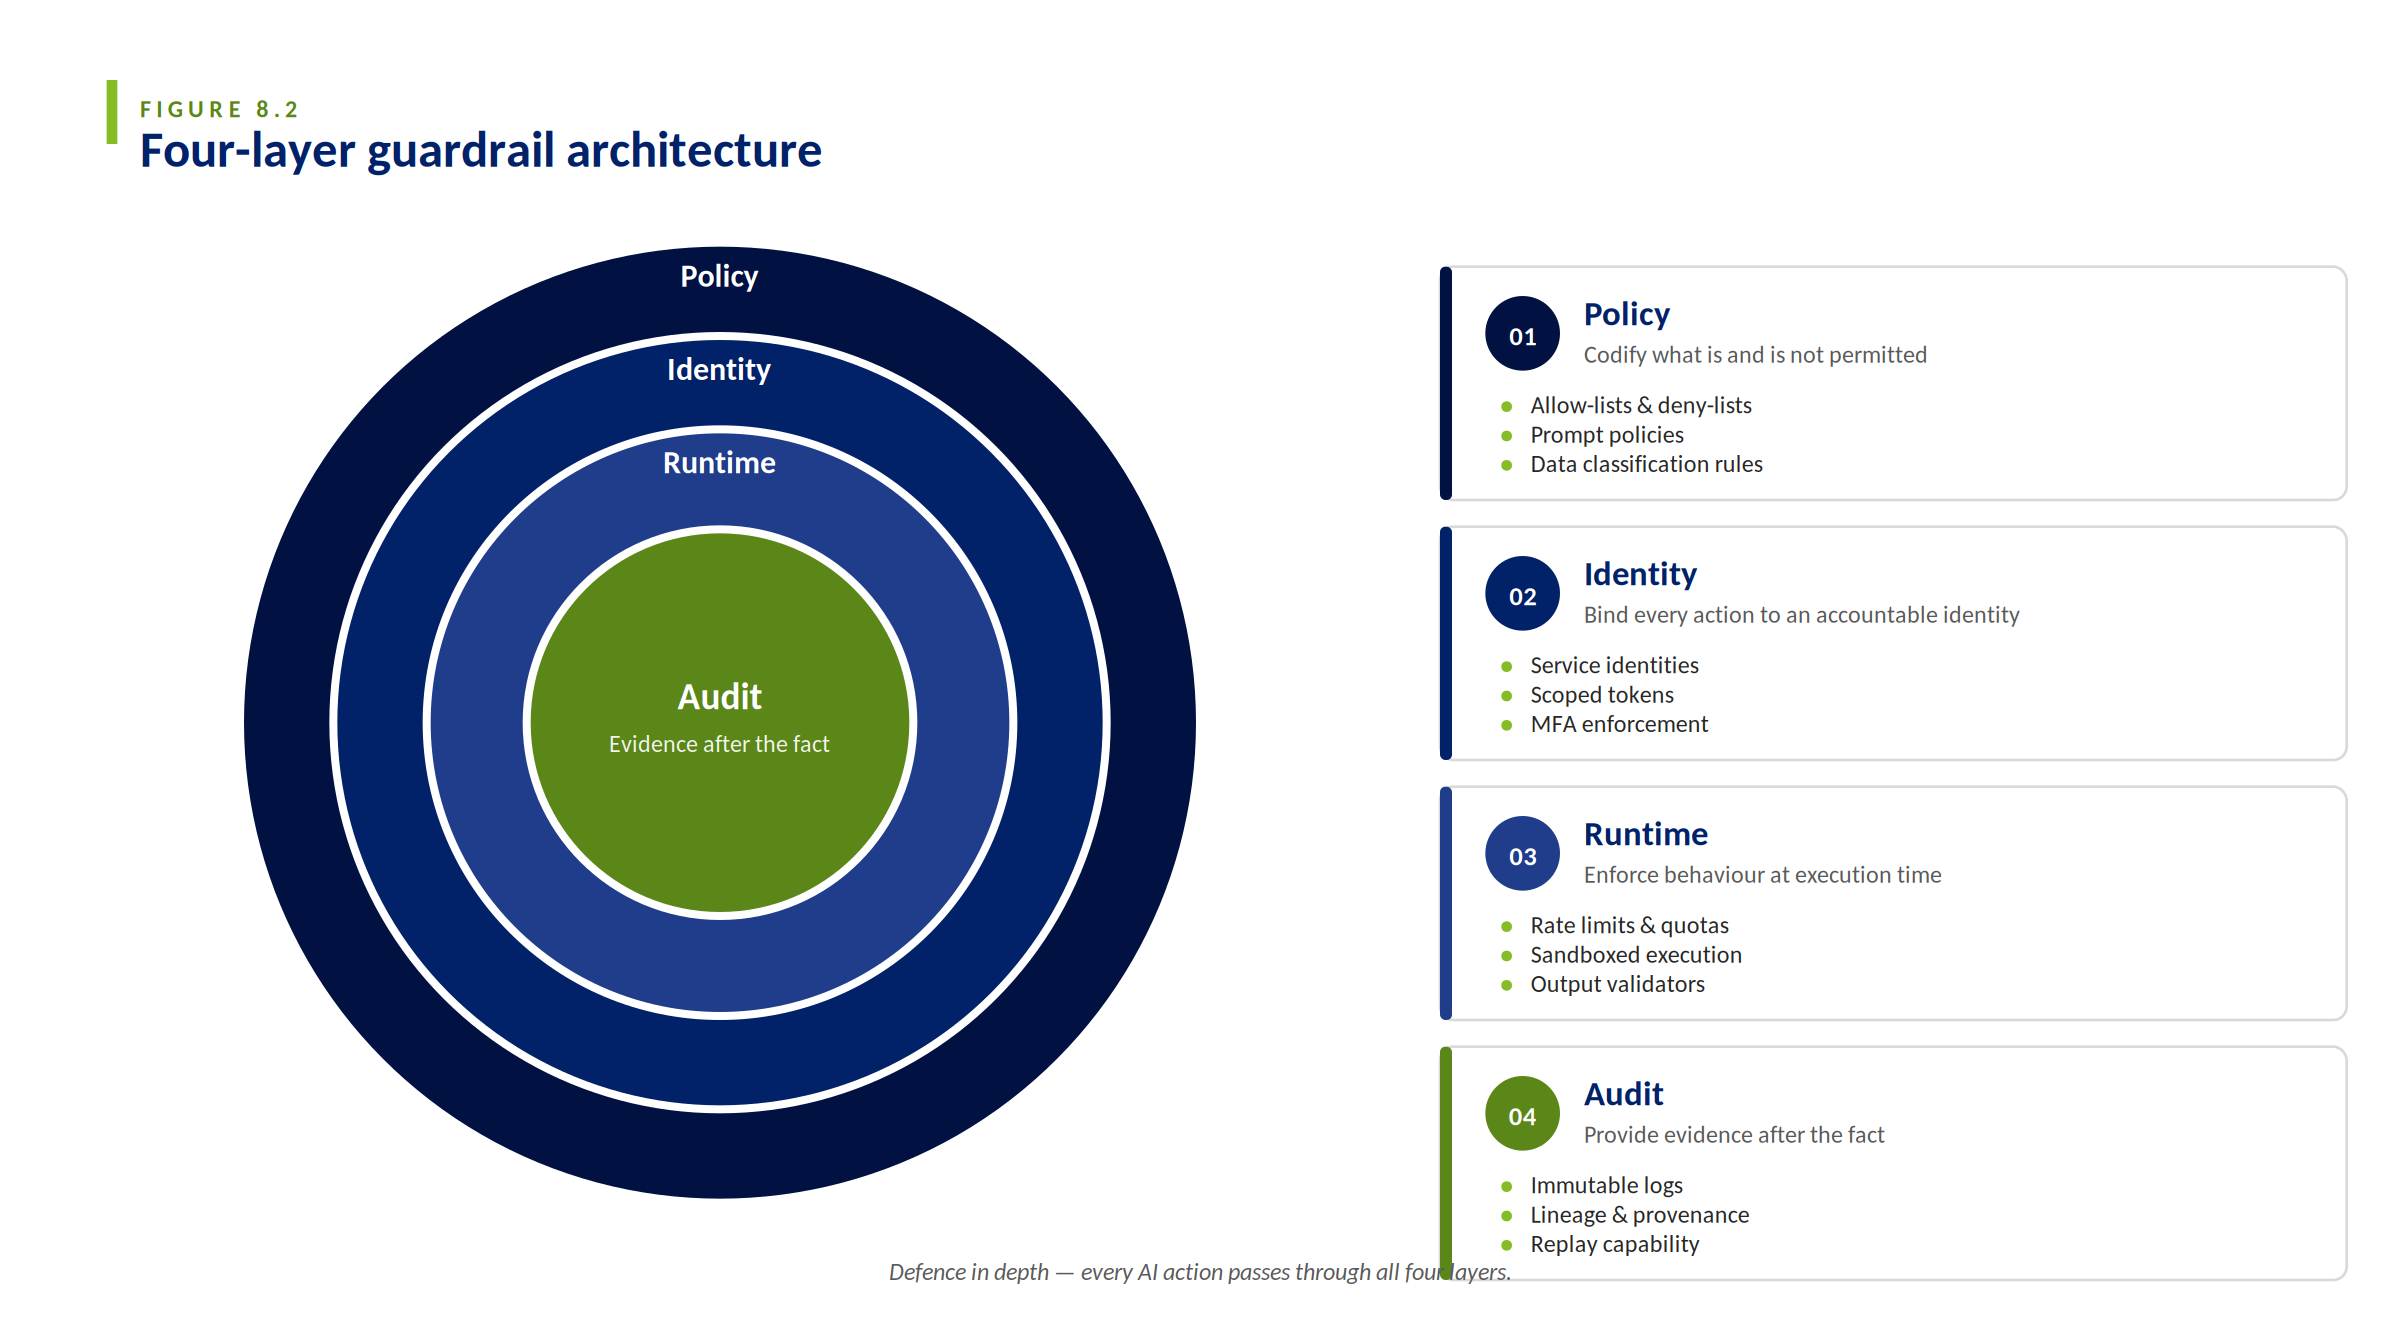 FIGURE 8.2
Four-layer guardrail architecture
Policy
Identity
Runtime
Audit
Evidence after the fact
01
Policy
Codify what is and is not permitted
Allow-lists & deny-lists
Prompt policies
Data classification rules
02
Identity
Bind every action to an accountable identity
Service identities
Scoped tokens
MFA enforcement
03
Runtime
Enforce behaviour at execution time
Rate limits & quotas
Sandboxed execution
Output validators
04
Audit
Provide evidence after the fact
Immutable logs
Lineage & provenance
Replay capability
Defence in depth — every AI action passes through all four layers.